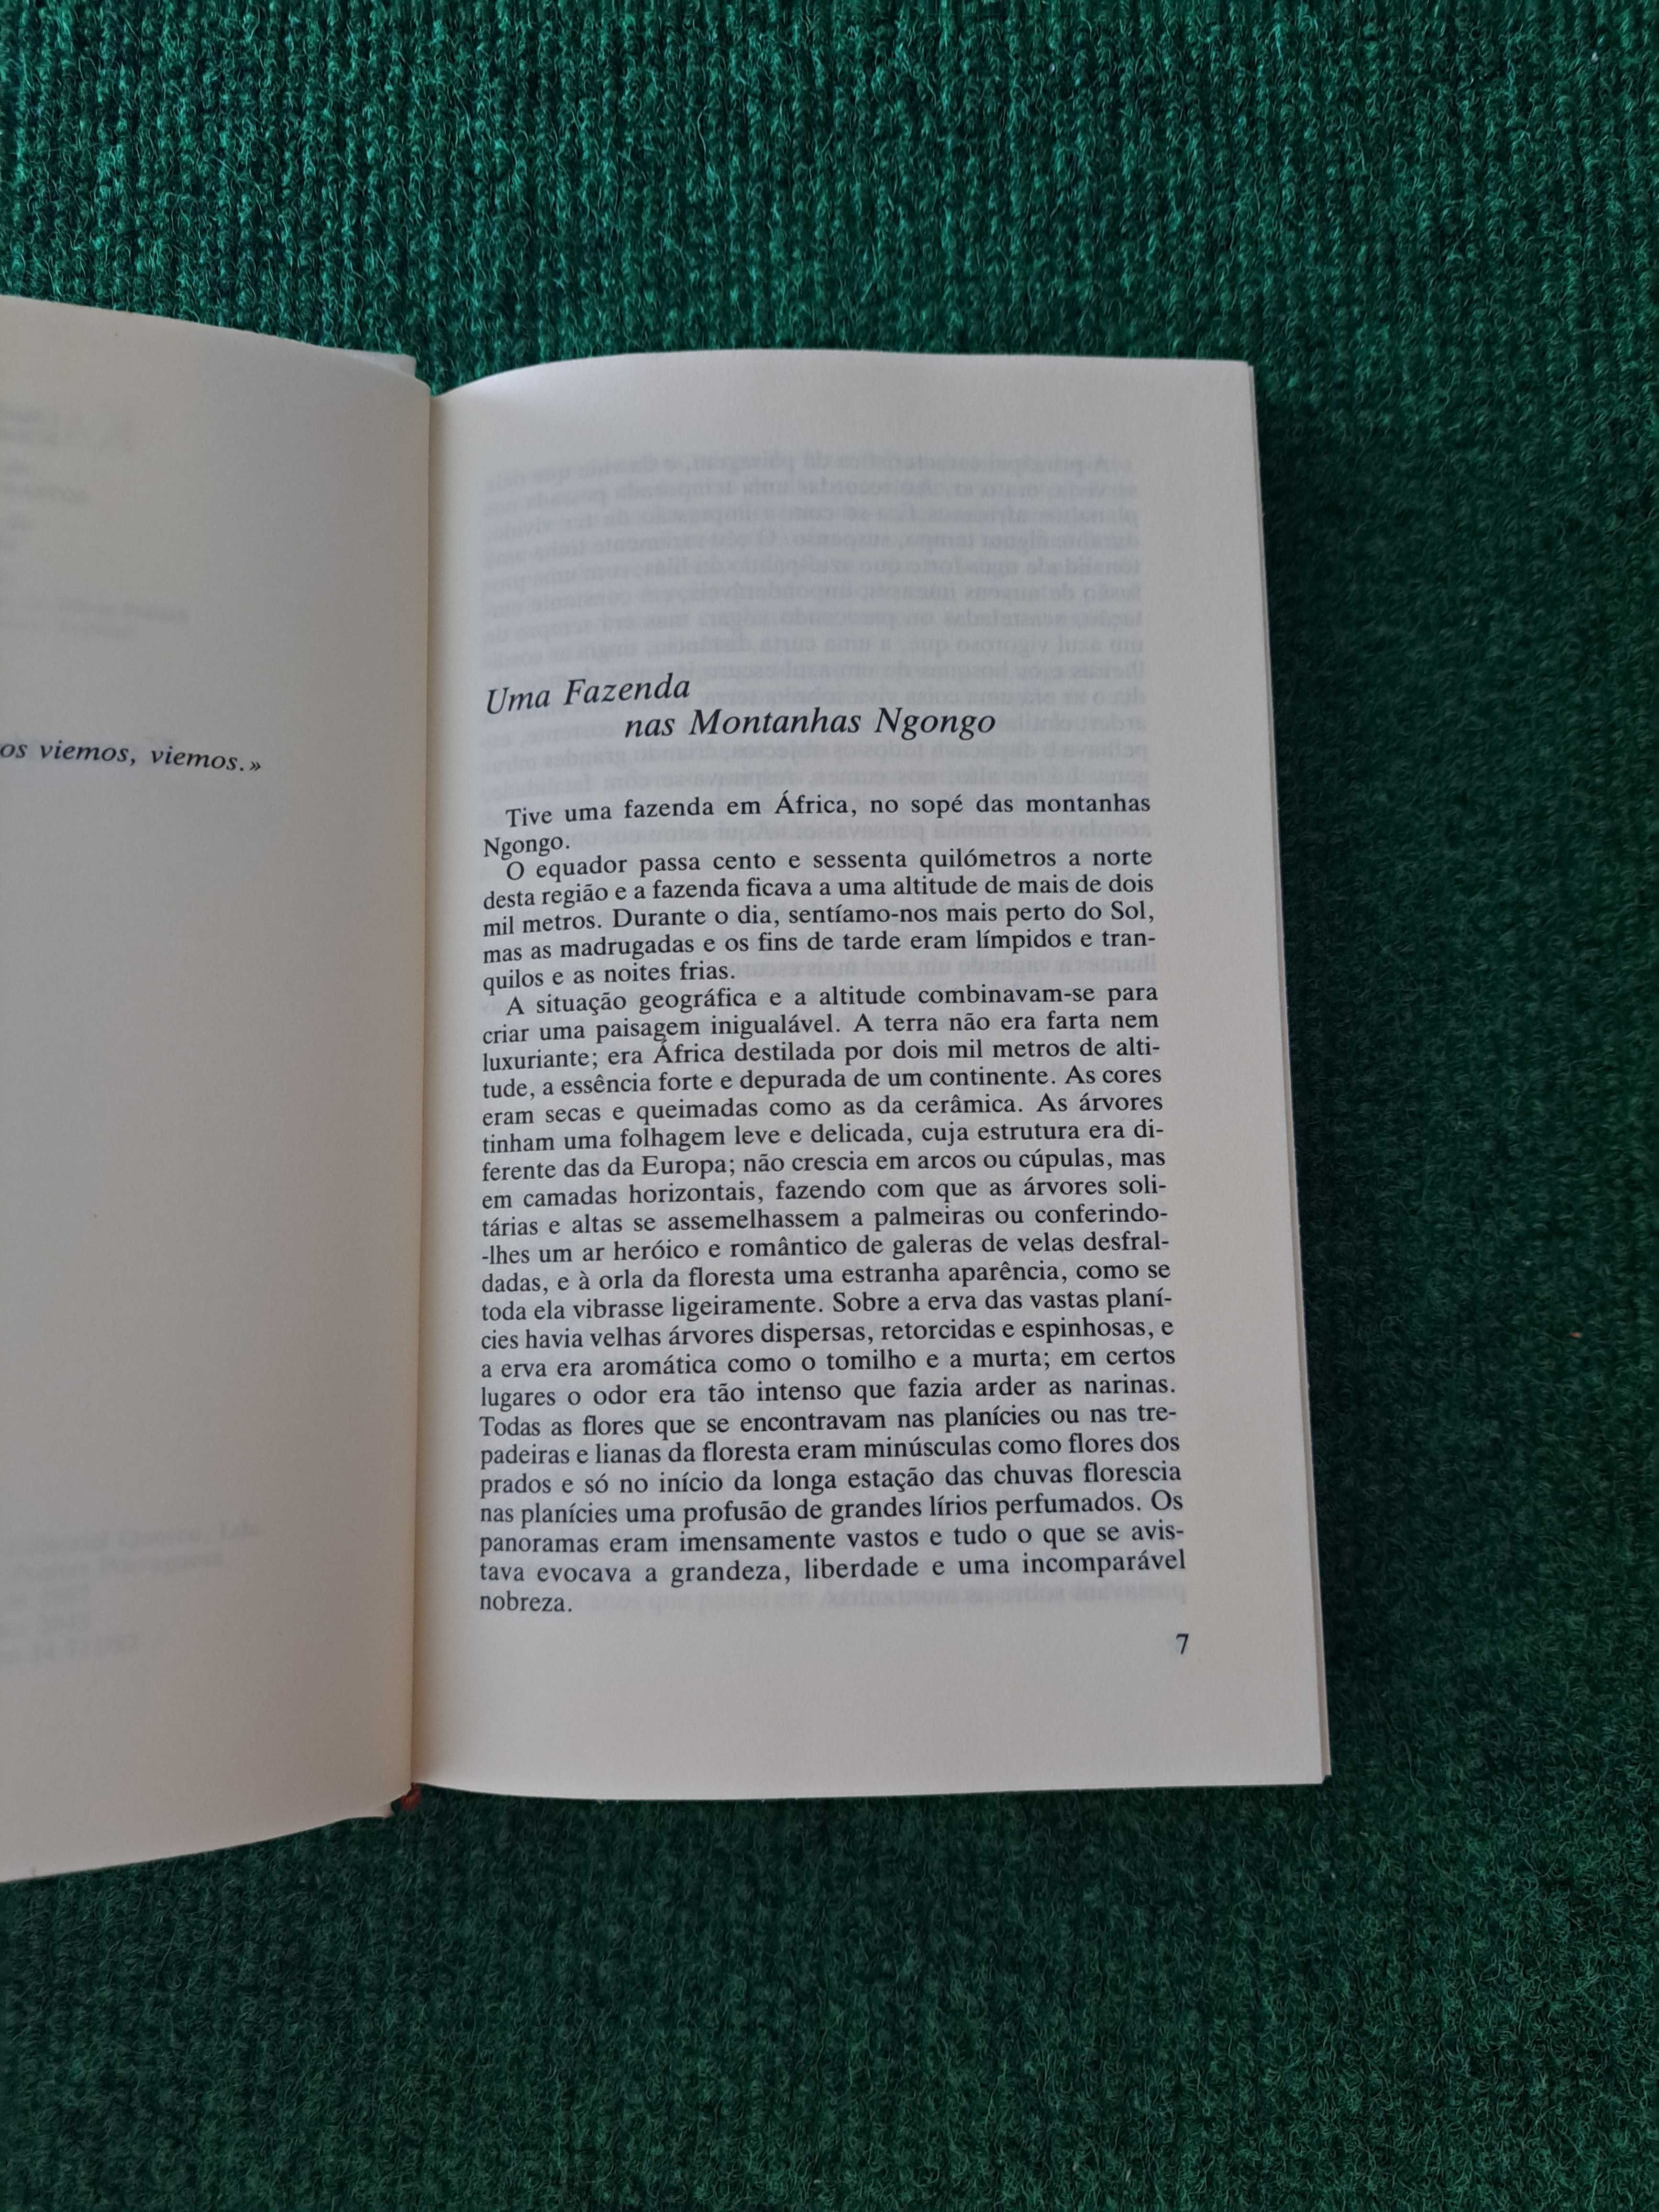 os viemos, viemos.»
Uma Fazenda
nas Montanhas Ngongo
Tive uma fazenda em África, no sopé das montanhas
Ngongo.
O equador passa cento e sessenta quilómetros a norte
desta região e a fazenda ficava a uma altitude de mais de dois
mil metros. Durante o dia, sentíamo-nos mais perto do Sol,
mas as madrugadas e os fins de tarde eram límpidos e tran-
quilos e as noites frias.
A situação geográfica e a altitude combinavam-se para
criar uma paisagem inigualável. A terra não era farta nem
luxuriante; era África destilada por dois mil metros de alti-
tude, a essência forte e depurada de um continente. As cores
eram secas e queimadas como as da cerâmica. As árvores
tinham uma folhagem leve e delicada, cuja estrutura era di-
ferente das da Europa; não crescia em arcos ou cúpulas, mas
em camadas horizontais, fazendo com que as árvores soli-
tárias e altas se assemelhassem a palmeiras ou conferindo-
-lhes um ar heróico e romântico de galeras de velas desfral-
dadas, e à orla da floresta uma estranha aparência, como se
toda ela vibrasse ligeiramente. Sobre a erva das vastas planí-
cies havia velhas árvores dispersas, retorcidas e espinhosas, e
a erva era aromática como o tomilho e a murta; em certos
lugares o odor era tão intenso que fazia arder as narinas.
Todas as flores que se encontravam nas planícies ou nas tre-
padeiras e lianas da floresta eram minúsculas como flores dos
prados e só no início da longa estação das chuvas florescia
nas planícies uma profusão de grandes lírios perfumados. Os
panoramas eram imensamente vastos e tudo o que se avis-
tava evocava a grandeza, liberdade e uma incomparável
nobreza.
7